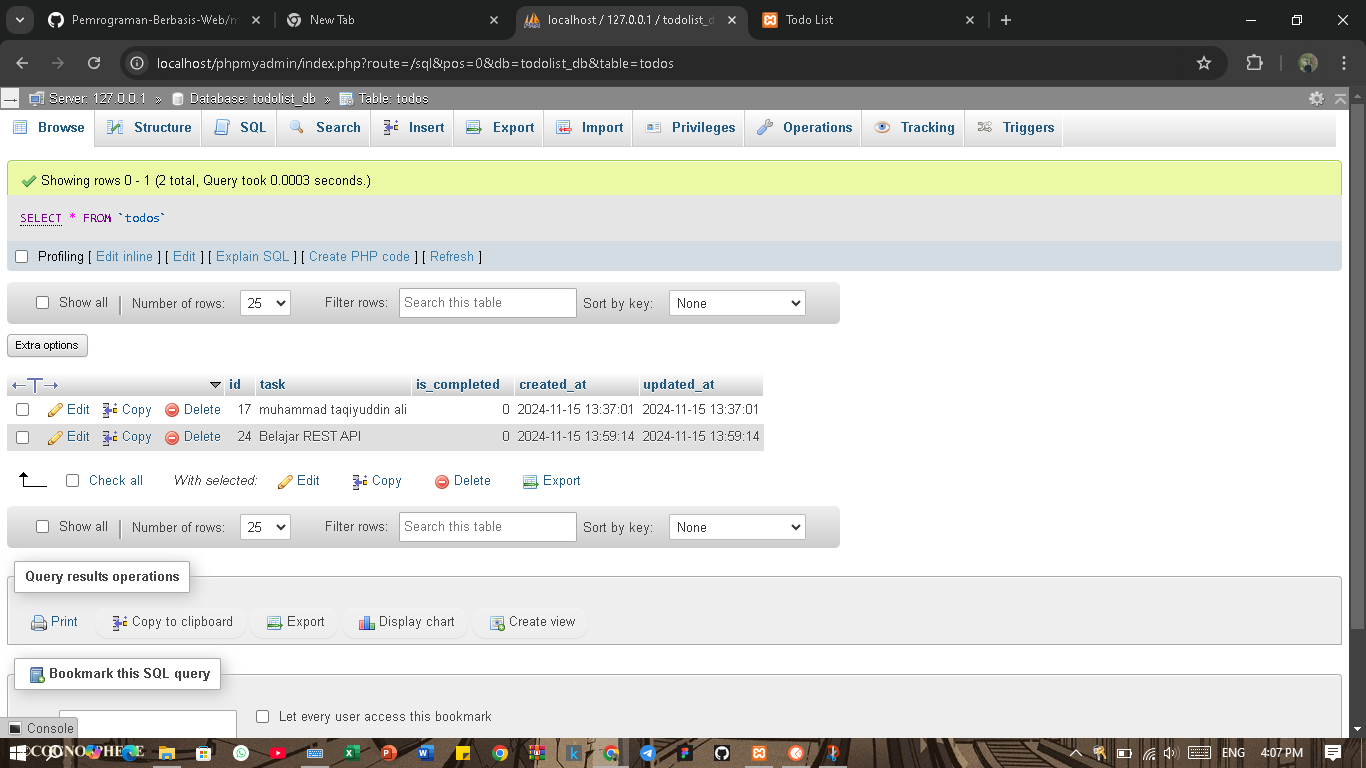 Pemrograman-Berbasis-Web/m
New Tab
localhost / 127.0.0.1 / todolist_d
Todo List
localhost/phpmyadmin/index.php?route=/sql&pos=0&db=todolist_db&table=todos
Server: 127.0.0.1 » Database: todolist_db » Table: todos
Browse Structure SQL Search Insert Export Import Privileges Operations Tracking Triggers
Showing rows 0 - 1 (2 total, Query took 0.0003 seconds.)
SELECT * FROM `todos`
Profiling [ Edit inline ] [ Edit ] [ Explain SQL ] [ Create PHP code ] [ Refresh ]
Show all | Number of rows: 25 Filter rows: Search this table Sort by key: None
Extra options
id task is_completed created_at updated_at
Edit Copy Delete 17 muhammad taqiyuddin ali 0 2024-11-15 13:37:01 2024-11-15 13:37:01
Edit Copy Delete 24 Belajar REST API 0 2024-11-15 13:59:14 2024-11-15 13:59:14
Check all With selected: Edit Copy Delete Export
Show all | Number of rows: 25 Filter rows: Search this table Sort by key: None
Query results operations
Print Copy to clipboard Export Display chart Create view
Bookmark this SQL query
Let every user access this bookmark
Console
ENG 4:07 PM